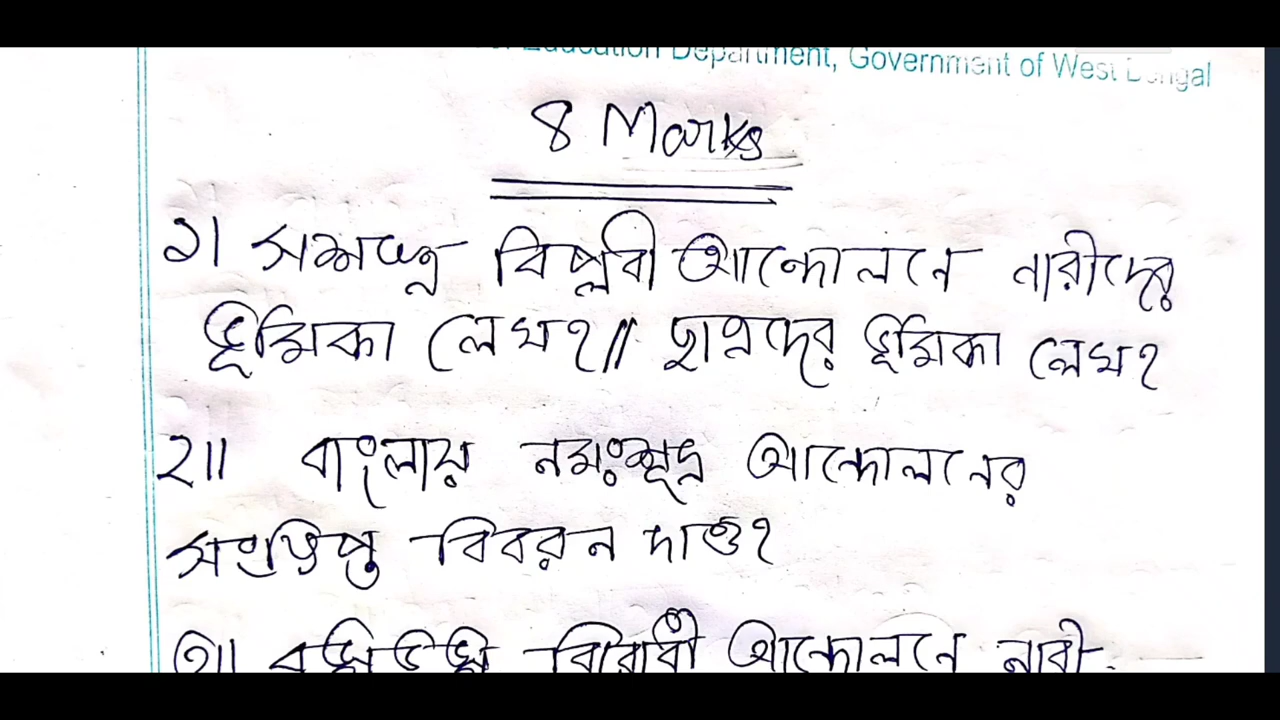 Education Department, Government of West Bengal
8 Marks
১। সশস্ত্র বিপ্লবী আন্দোলনে নারীদের
ভূমিকা লেখ?// ছাত্রদের ভূমিকা লেখ?
২।। বাংলায় নমঃশূদ্র আন্দোলনের
সংক্ষিপ্ত বিবরন দাও?
৩।। বঙ্গভঙ্গ বিরোধী আন্দোলনে নারী